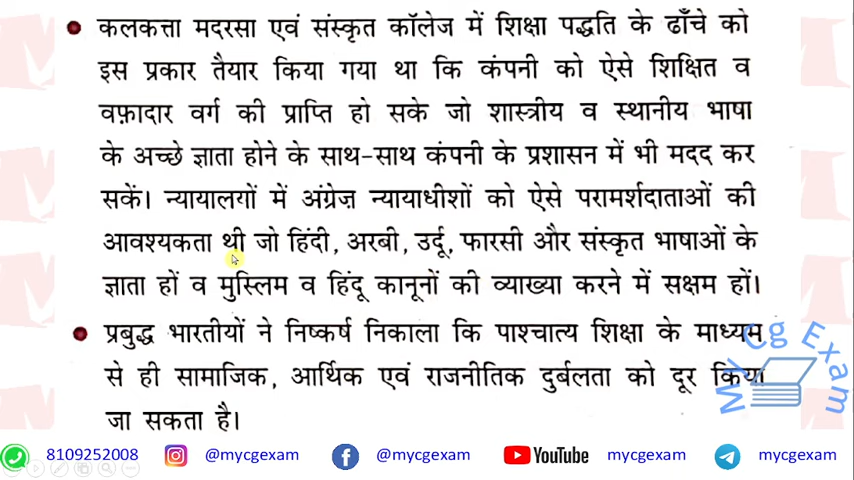 कलकत्ता मदरसा एवं संस्कृत कॉलेज में शिक्षा पद्धति के ढाँचे को
इस प्रकार तैयार किया गया था कि कंपनी को ऐसे शिक्षित व
वफ़ादार वर्ग की प्राप्ति हो सके जो शास्त्रीय व स्थानीय भाषा
के अच्छे ज्ञाता होने के साथ-साथ कंपनी के प्रशासन में भी मदद कर
सकें। न्यायालयों में अंग्रेज़ न्यायाधीशों को ऐसे परामर्शदाताओं की
आवश्यकता थी जो हिंदी, अरबी, उर्दू, फारसी और संस्कृत भाषाओं के
ज्ञाता हों व मुस्लिम व हिंदू कानूनों की व्याख्या करने में सक्षम हों।
प्रबुद्ध भारतीयों ने निष्कर्ष निकाला कि पाश्चात्य शिक्षा के माध्यम
से ही सामाजिक, आर्थिक एवं राजनीतिक दुर्बलता को दूर किया
जा सकता है।
My Cg Exam
8109252008 @mycgexam @mycgexam YouTube mycgexam mycgexam